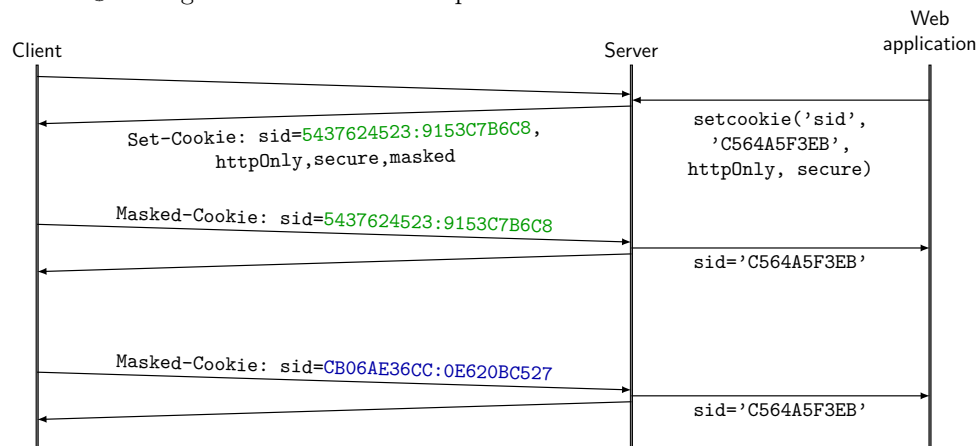 Web
Client
Server
application
setcookie('sid',
Set-Cookie: sid=5437624523:9153C7B6C8,
'C564A5F3EB',
httpOnly,secure,masked
httpOnly, secure)
Masked-Cookie: sid=5437624523:9153C7B6C8
sid='C564A5F3EB'
Masked-Cookie: sid=CB06AE36CC:0E620BC527
sid='C564A5F3EB'